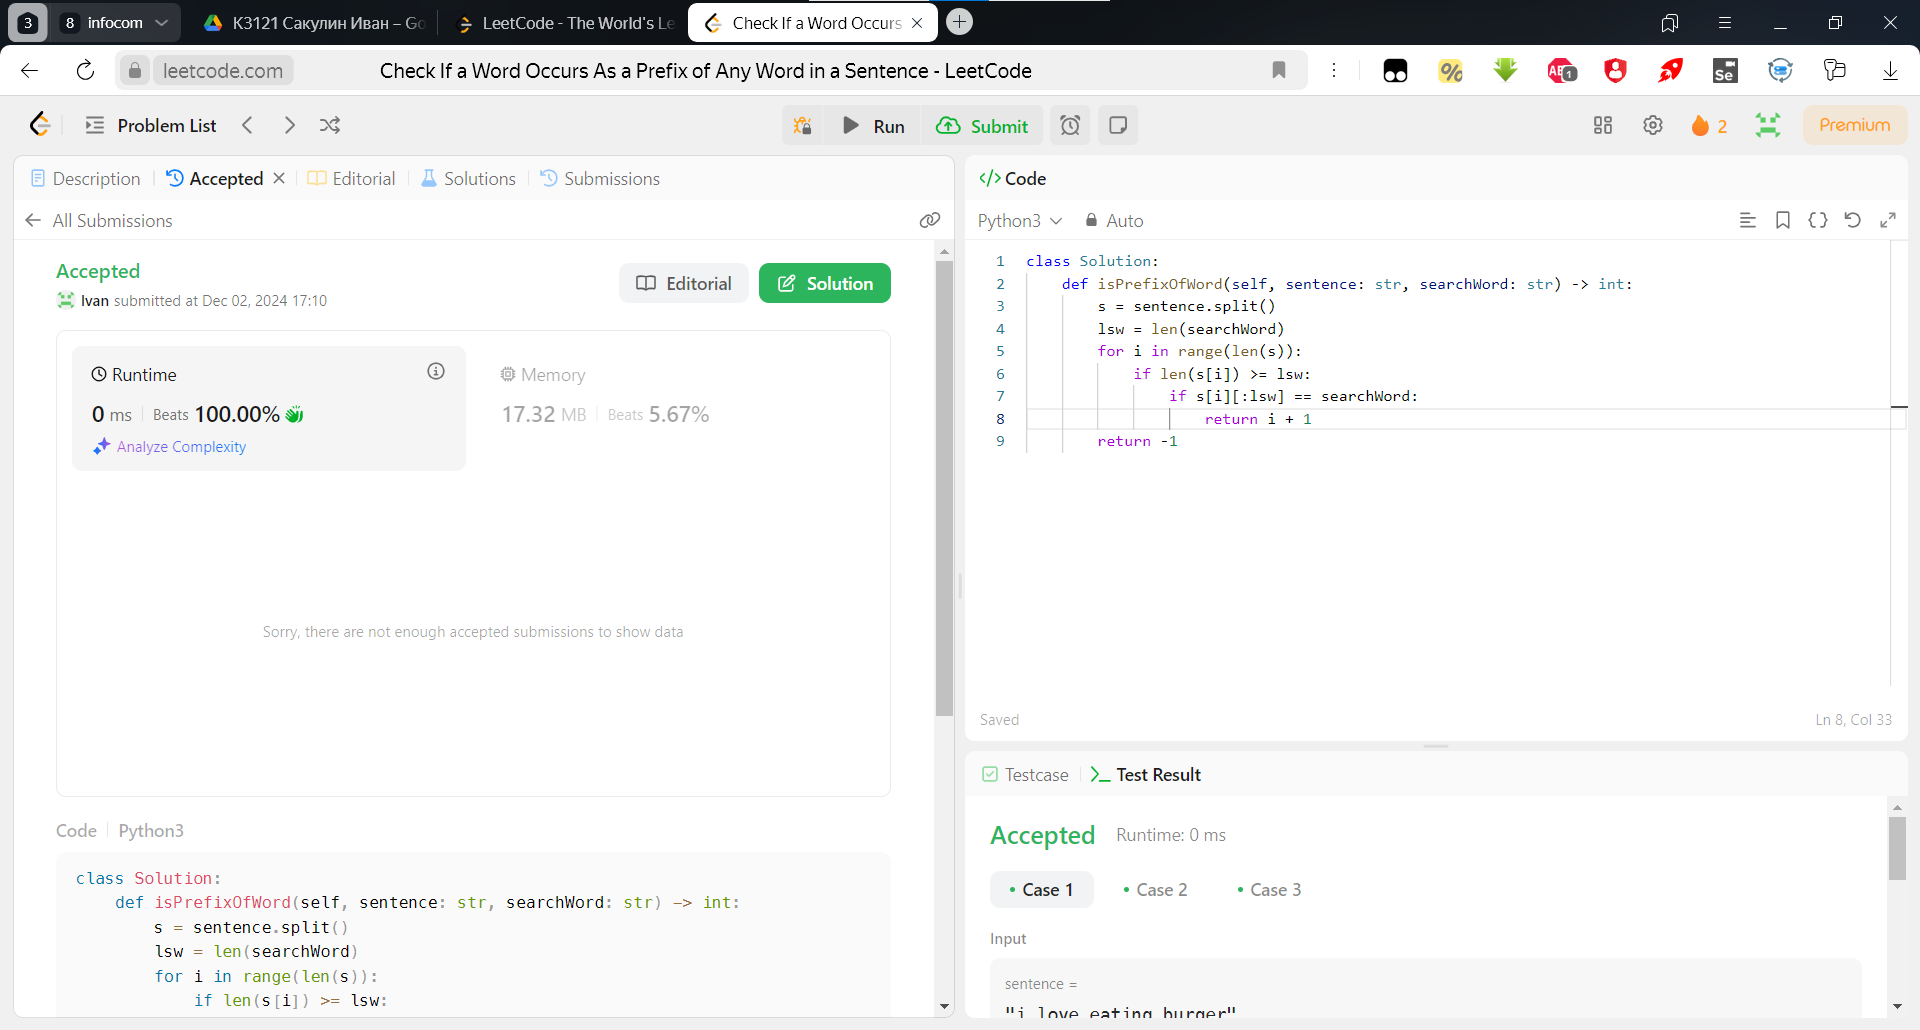 3
8 infocom
К3121 Сакулин Иван – Go
LeetCode - The World's Le
Check If a Word Occurs
leetcode.com
Check If a Word Occurs As a Prefix of Any Word in a Sentence - LeetCode
1
Se
Problem List
Run
Submit
2
Premium
Description
Accepted
Editorial
Solutions
Submissions
All Submissions
Accepted
Ivan submitted at Dec 02, 2024 17:10
Editorial
Solution
Runtime
0 ms
Beats 100.00%
Analyze Complexity
Memory
17.32 MB
Beats 5.67%
Sorry, there are not enough accepted submissions to show data
Code
Python3
class Solution:
    def isPrefixOfWord(self, sentence: str, searchWord: str) -> int:
        s = sentence.split()
        lsw = len(searchWord)
        for i in range(len(s)):
            if len(s[i]) >= lsw:
</> Code
Python3
Auto
1 class Solution:
2     def isPrefixOfWord(self, sentence: str, searchWord: str) -> int:
3         s = sentence.split()
4         lsw = len(searchWord)
5         for i in range(len(s)):
6             if len(s[i]) >= lsw:
7                 if s[i][:lsw] == searchWord:
8                     return i + 1
9         return -1
Saved
Ln 8, Col 33
Testcase
Test Result
Accepted
Runtime: 0 ms
• Case 1
• Case 2
• Case 3
Input
sentence =
"i love eating burger"